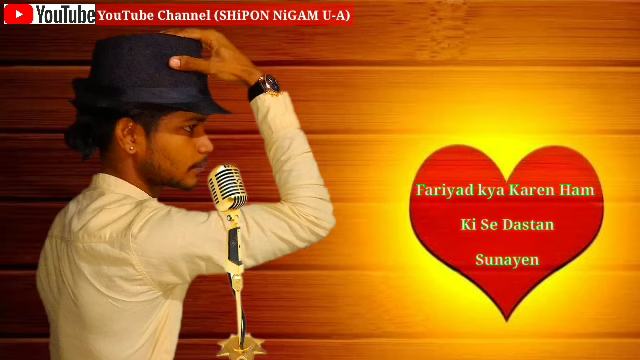 YouTube YouTube Channel (SHiPON NiGAM U-A)
Fariyad kya Karen Ham
Ki Se Dastan
Sunayen